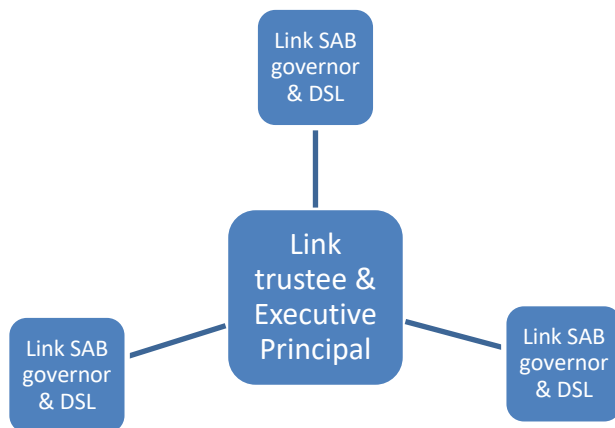 Link SAB
governor
& DSL
Link
trustee &
Executive
Principal
Link SAB
governor
& DSL
Link SAB
governor
& DSL